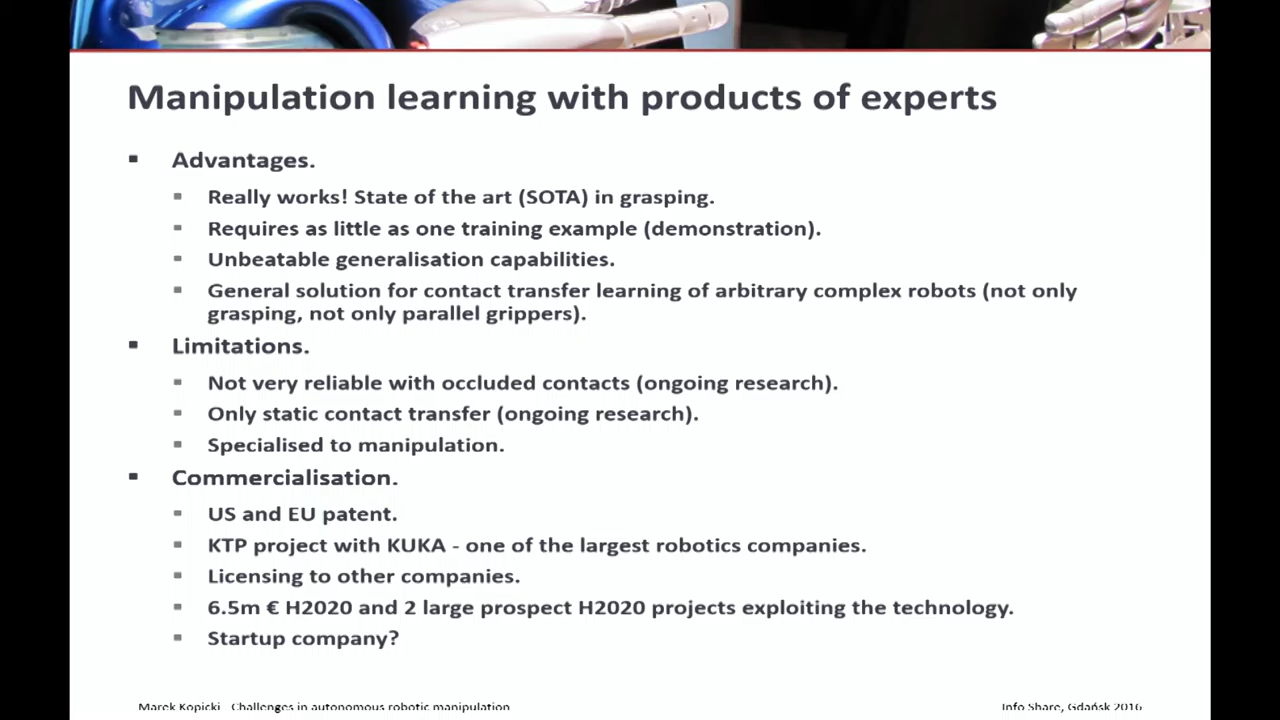 Manipulation learning with products of experts
Advantages.
Really works! State of the art (SOTA) in grasping.
Requires as little as one training example (demonstration).
Unbeatable generalisation capabilities.
General solution for contact transfer learning of arbitrary complex robots (not only
grasping, not only parallel grippers).
Limitations.
Not very reliable with occluded contacts (ongoing research).
Only static contact transfer (ongoing research).
Specialised to manipulation.
Commercialisation.
US and EU patent.
KTP project with KUKA - one of the largest robotics companies.
Licensing to other companies.
6.5m € H2020 and 2 large prospect H2020 projects exploiting the technology.
Startup company?
Marek Kopicki Challenges in autonomous robotic manipulation
Info Share, Gdańsk 2016